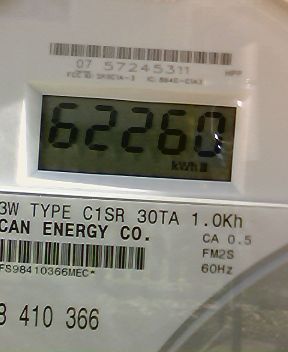 07 57245311
62260
kWh
3W TYPE C1SR 30TA 1.0Kh
CAN ENERGY CO.
CA 0.5
FM2S
60Hz
FS98410366MEC*
8 410 366